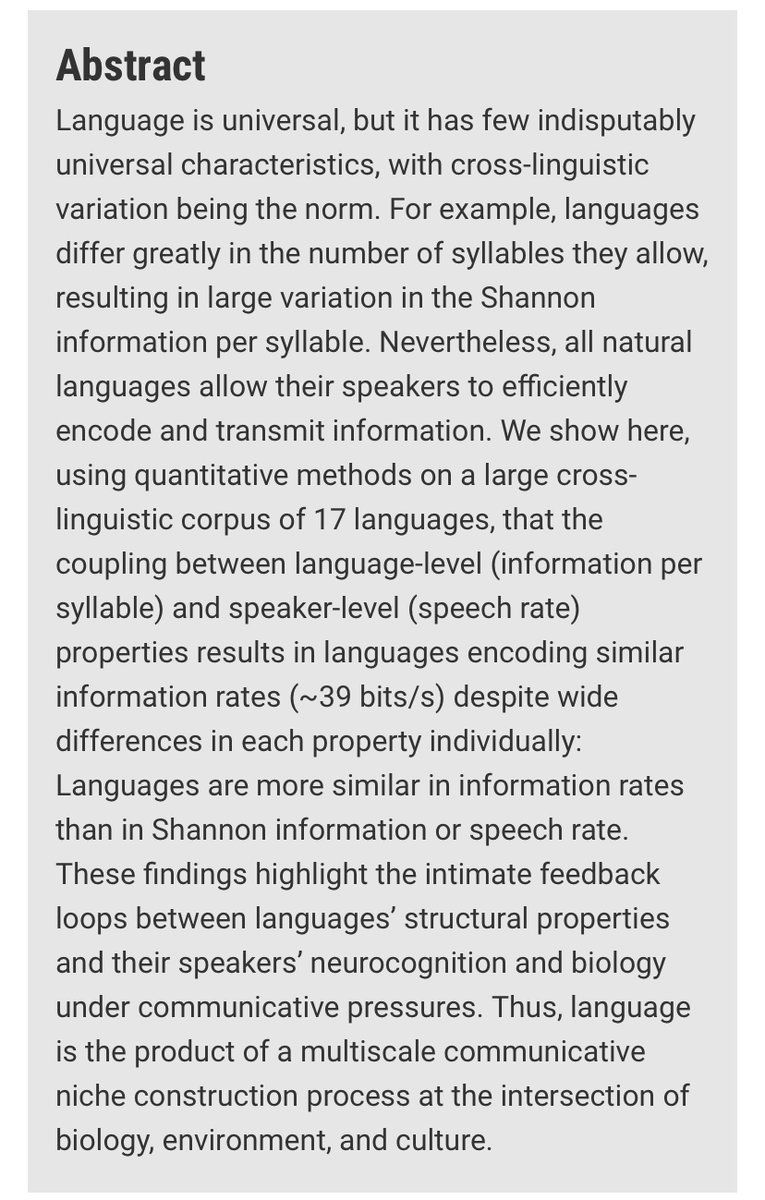 Abstract
Language is universal, but it has few indisputably
universal characteristics, with cross-linguistic
variation being the norm. For example, languages
differ greatly in the number of syllables they allow,
resulting in large variation in the Shannon
information per syllable. Nevertheless, all natural
languages allow their speakers to efficiently
encode and transmit information. We show here,
using quantitative methods on a large cross-
linguistic corpus of 17 languages, that the
coupling between language-level (information per
syllable) and speaker-level (speech rate)
properties results in languages encoding similar
information rates (~39 bits/s) despite wide
differences in each property individually:
Languages are more similar in information rates
than in Shannon information or speech rate.
These findings highlight the intimate feedback
loops between languages’ structural properties
and their speakers’ neurocognition and biology
under communicative pressures. Thus, language
is the product of a multiscale communicative
niche construction process at the intersection of
biology, environment, and culture.